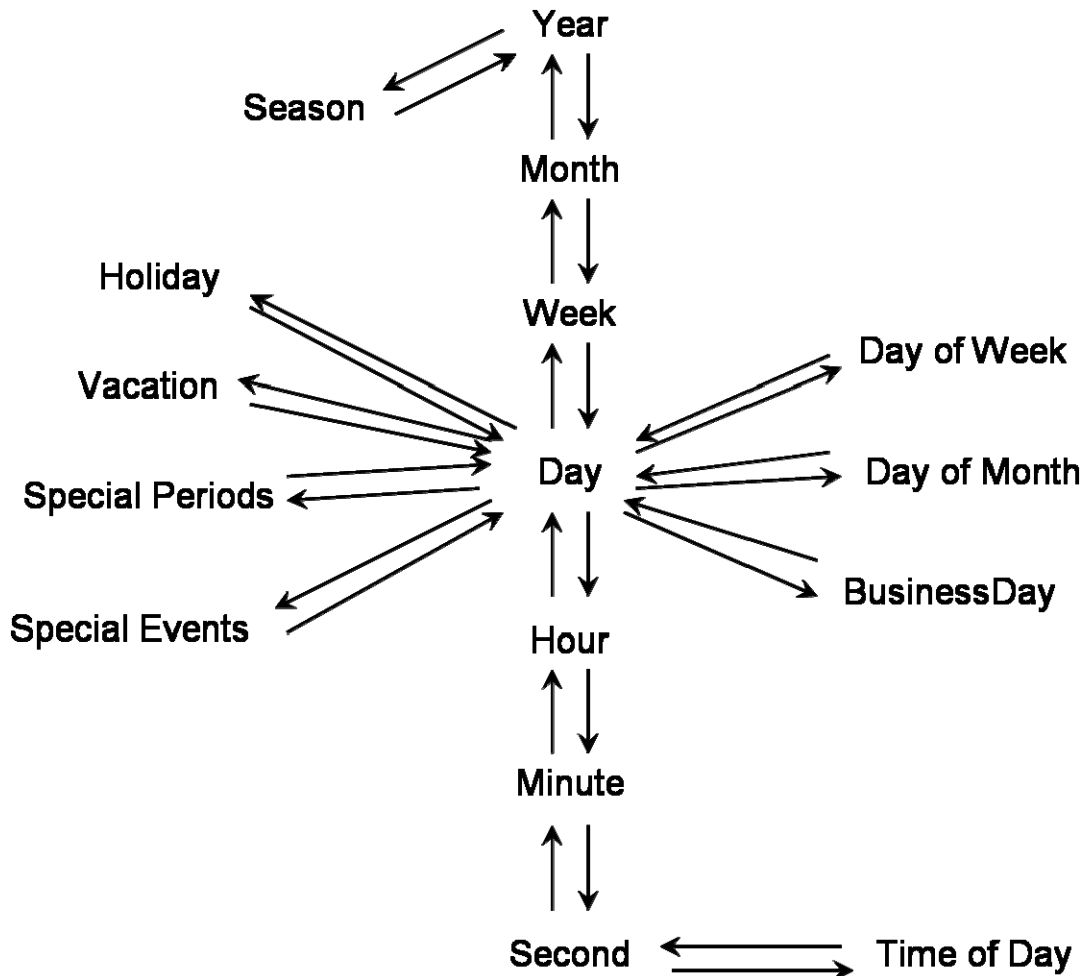 Year
Season
Month
Holiday
Week
Day of Week
Vacation
Day
Day of Month
Special Periods
BusinessDay
Special Events
Hour
Minute
Second
Time of Day